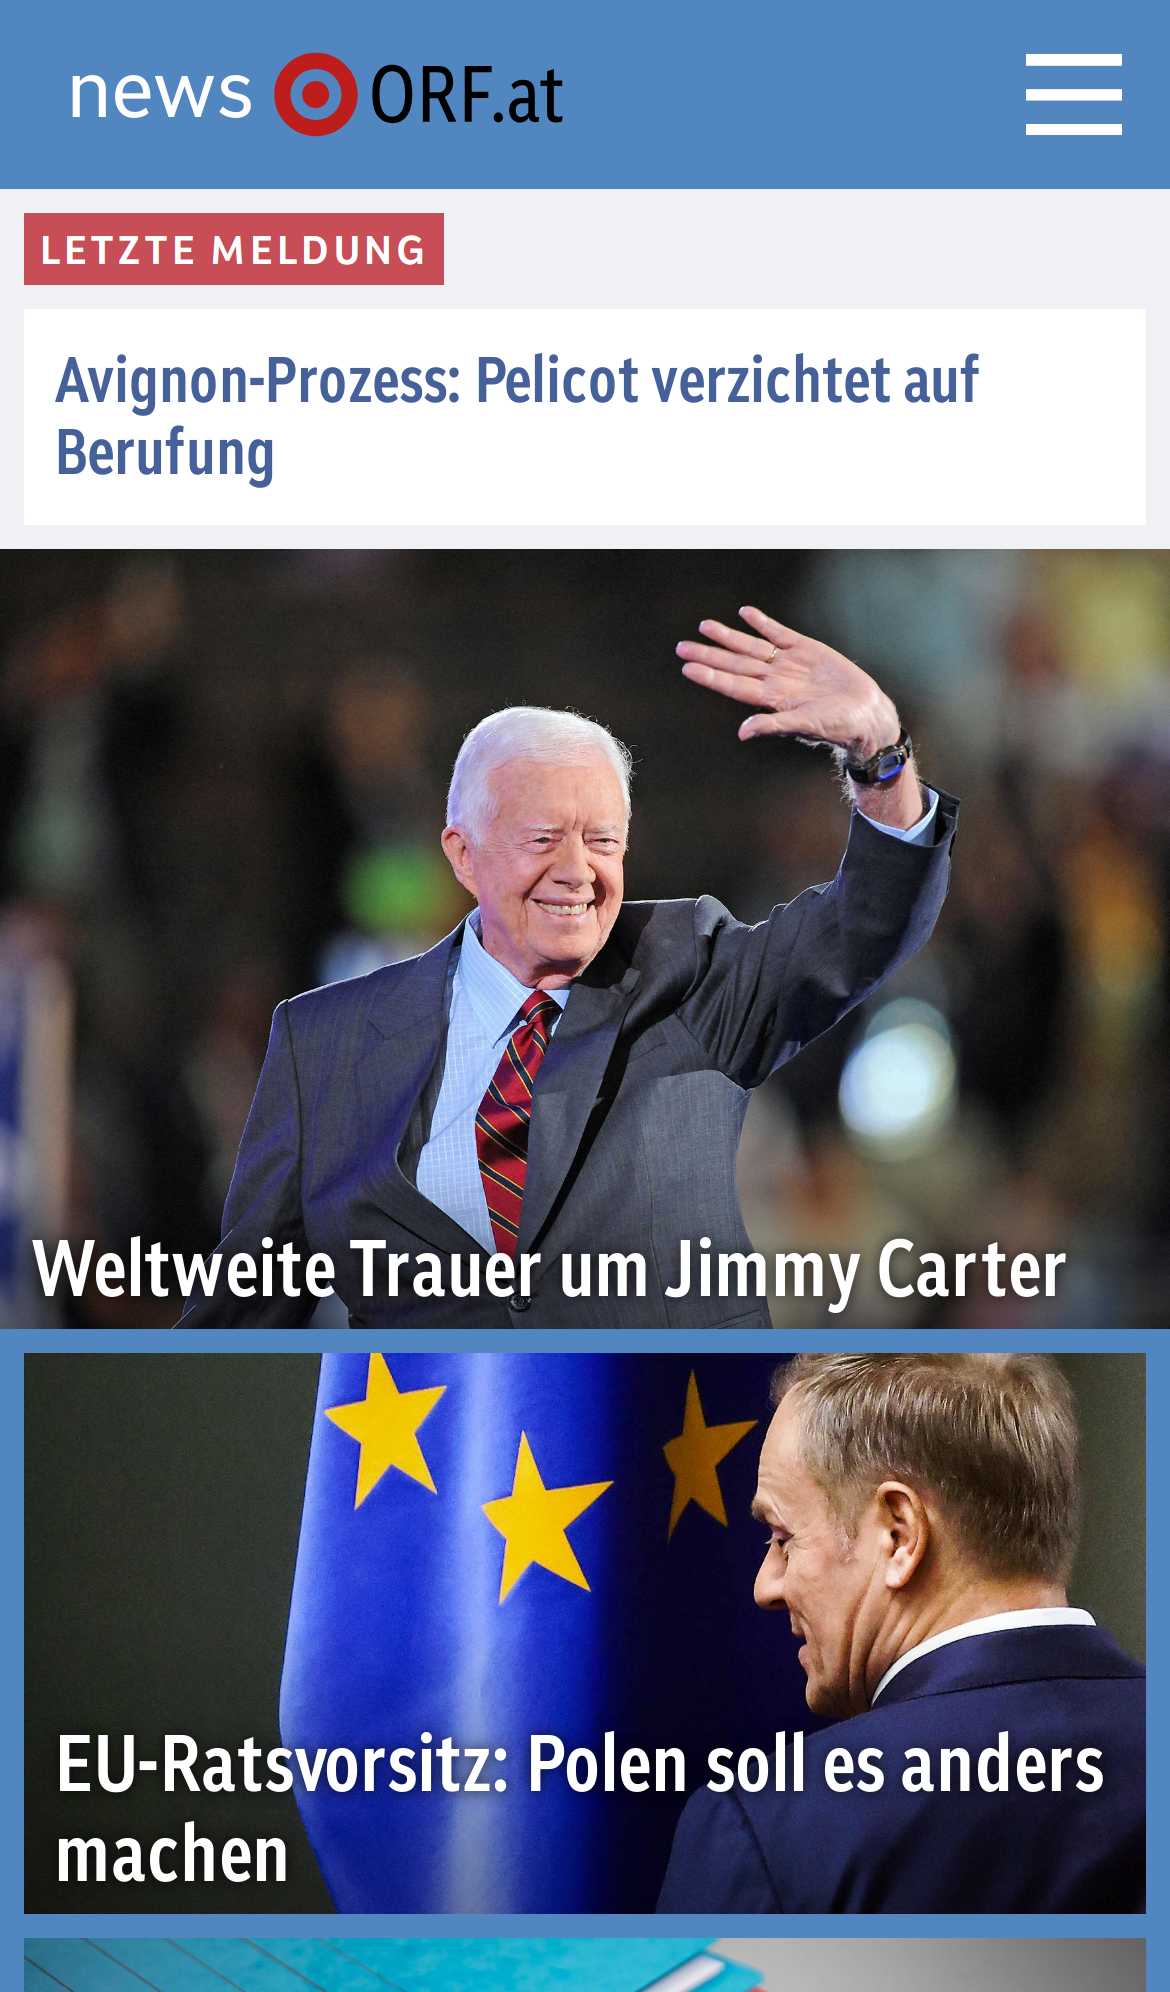 news ORF.at
LETZTE MELDUNG
Avignon-Prozess: Pelicot verzichtet auf
Berufung
Weltweite Trauer um Jimmy Carter
EU-Ratsvorsitz: Polen soll es anders
machen